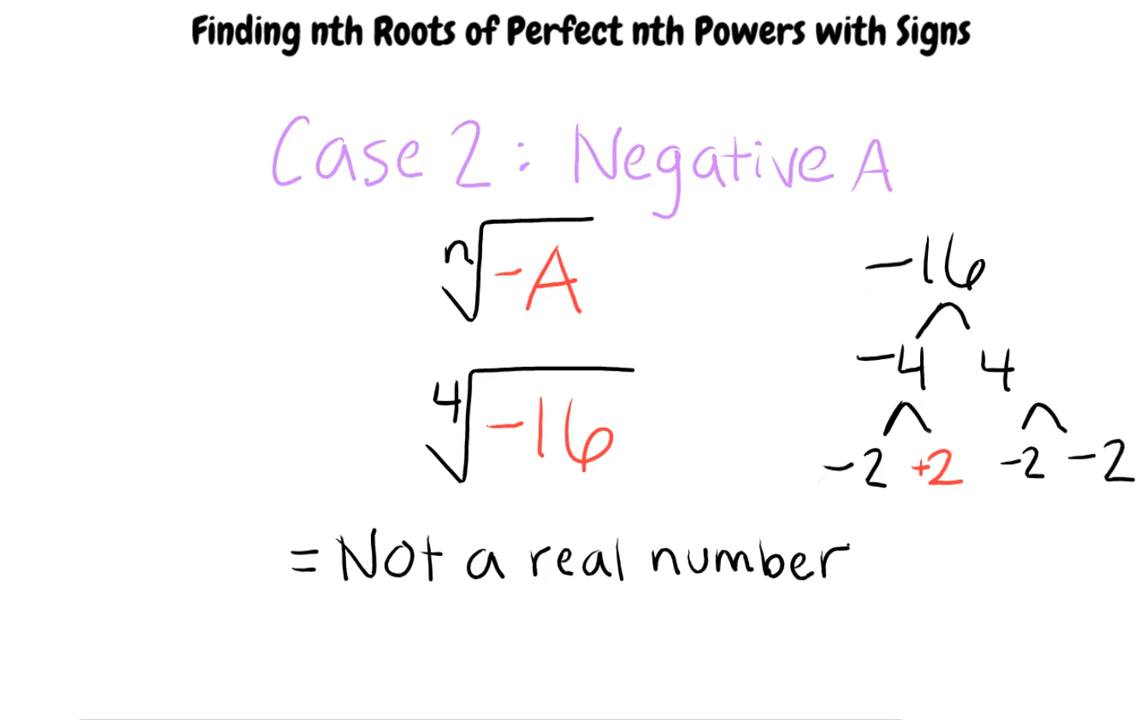 Finding nth Roots of Perfect nth Powers with Signs
Case 2: Negative A
n√-A
4√-16
= Not a real number
-16
-4 4
-2 +2 -2 -2